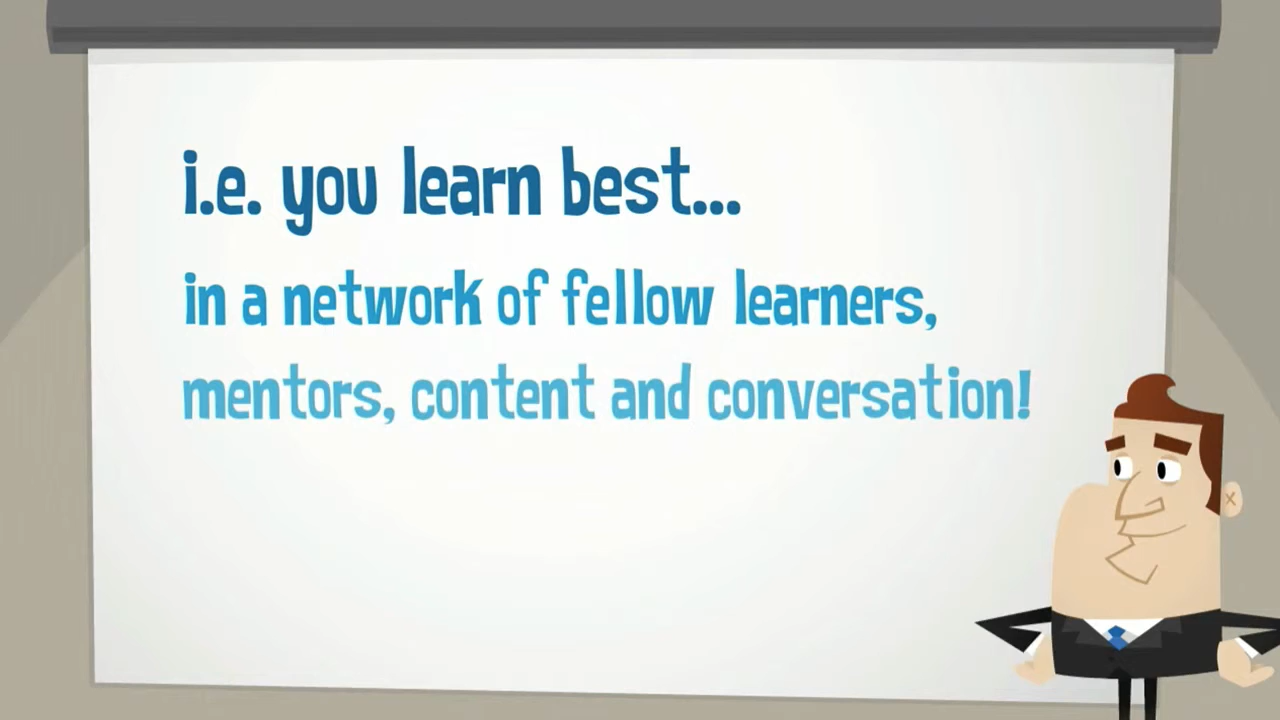 i.e. you learn best...
in a network of fellow learners,
mentors, content and conversation!